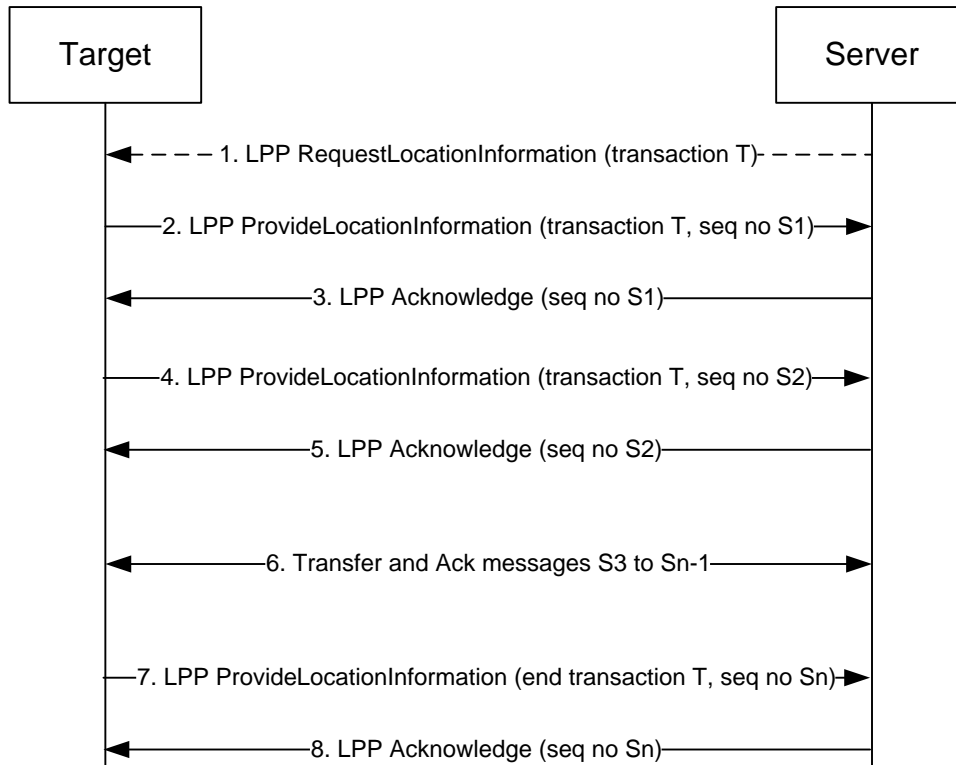 Target
Server
1. LPP RequestLocationInformation (transaction T)
2. LPP ProvideLocationInformation (transaction T, seq no S1)
3. LPP Acknowledge (seq no S1)
4. LPP ProvideLocationInformation (transaction T, seq no S2)
5. LPP Acknowledge (seq no S2)
6. Transfer and Ack messages S3 to Sn-1
7. LPP ProvideLocationInformation (end transaction T, seq no Sn)
8. LPP Acknowledge (seq no Sn)